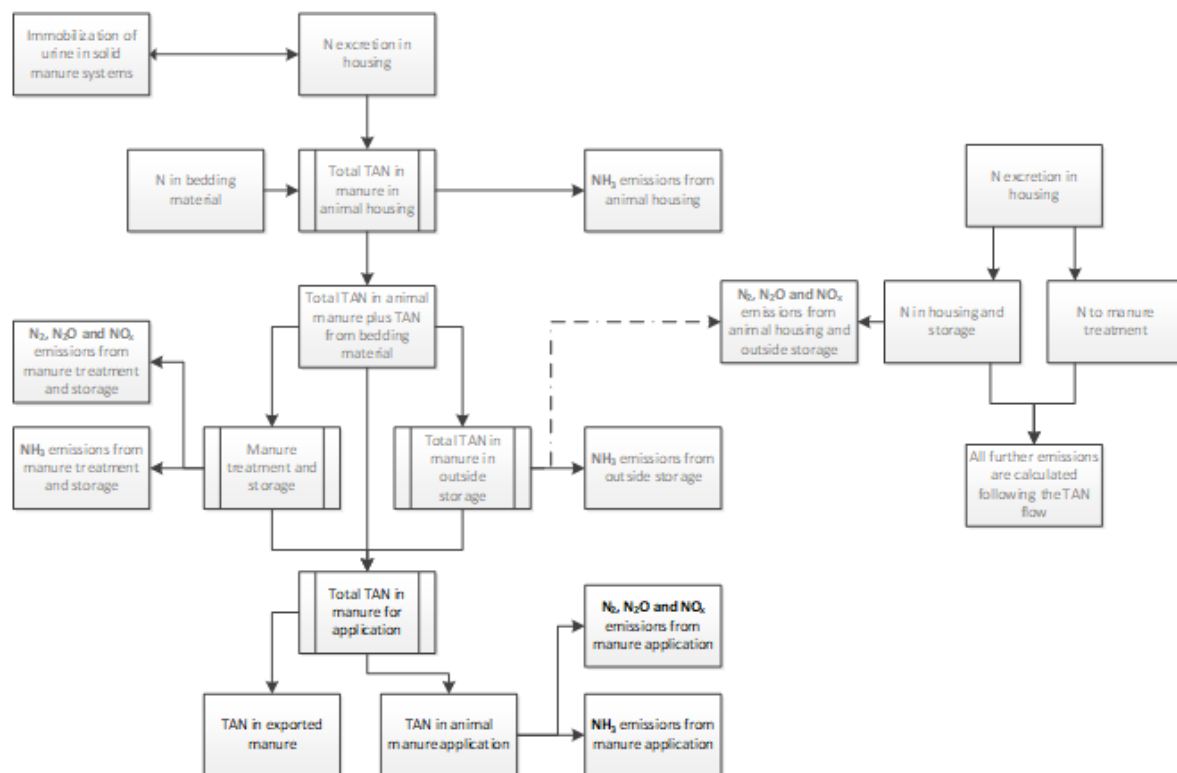 Immobilization of
urine in solid
manure systems
N excretion in
housing
N in bedding
material
Total TAN in
manure in
animal housing
NH₃ emissions from
animal housing
N excretion in
housing
Total TAN in animal
manure plus TAN
from bedding
material
N₂, N₂O and NOₓ
emissions from
animal housing and
outside storage
N in housing and
storage
N to manure
treatment
N₂, N₂O and NOₓ
emissions from
manure treatment
and storage
NH₃ emissions from
manure treatment
and storage
Manure
treatment and
storage
Total TAN in
manure in
outside
storage
NH₃ emissions from
outside storage
All further emissions
are calculated
following the TAN
flow
Total TAN in
manure for
application
N₂, N₂O and NOₓ
emissions from
manure application
TAN in exported
manure
TAN in animal
manure application
NH₃ emissions from
manure application